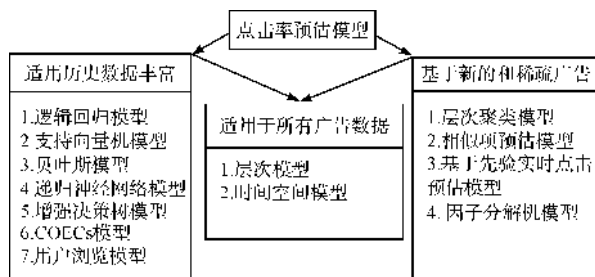 点击率预估模型
适用历史数据丰富
1.逻辑回归模型
2 支持向量机模型
3.贝叶斯模型
4 递归神经网络模型
5.增强决策树模型
6.COECs模型
7.用户浏览模型
适用于所有广告数据
1.层次模型
2.时间空间模型
基于新的和稀疏广告
1.层次聚类模型
2.相似项预估模型
3.基于先验实时点击
预估模型
4. 因子分解机模型